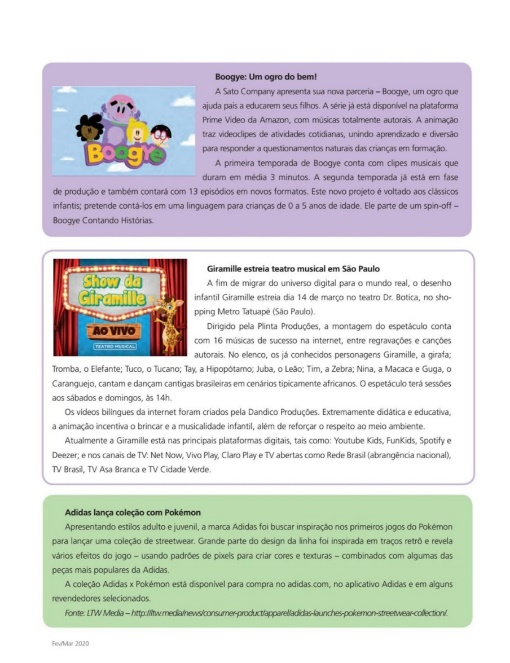 Boogye: Um ogro do bem!
A Sato Company apresenta sua nova parceria – Boogye, um ogro que
ajuda pais a educarem seus filhos. A série já está disponível na plataforma
Prime Video da Amazon, com músicas totalmente autorais. A animação
traz videoclipes de atividades cotidianas, unindo aprendizado e diversão
para responder a questionamentos naturais das crianças em formação.
A primeira temporada de Boogye conta com clipes musicais que
duram em média 3 minutos. A segunda temporada já está em fase
de produção e também contará com 13 episódios em novos formatos. Este novo projeto é voltado aos clássicos
infantis; pretende contá-los em uma linguagem para crianças de 0 a 5 anos de idade. Ele parte de um spin-off –
Boogye Contando Histórias.
Boogye
Giramille estreia teatro musical em São Paulo
A fim de migrar do universo digital para o mundo real, o desenho
infantil Giramille estreia dia 14 de março no teatro Dr. Botica, no sho-
pping Metro Tatuapé (São Paulo).
Dirigido pela Plinta Produções, a montagem do espetáculo conta
com 16 músicas de sucesso na internet, entre regravações e canções
autorais. No elenco, os já conhecidos personagens Giramille, a girafa;
Tromba, o Elefante; Tuco, o Tucano; Tay, a Hipopótamo; Juba, o Leão; Tim, a Zebra; Nina, a Macaca e Guga, o
Caranguejo, cantam e dançam cantigas brasileiras em cenários tipicamente africanos. O espetáculo terá sessões
aos sábados e domingos, às 14h.
Os vídeos bilíngues da internet foram criados pela Dandico Produções. Extremamente didática e educativa,
a animação incentiva o brincar e a musicalidade infantil, além de reforçar o respeito ao meio ambiente.
Atualmente a Giramille está nas principais plataformas digitais, tais como: Youtube Kids, FunKids, Spotify e
Deezer; e nos canais de TV: Net Now, Vivo Play, Claro Play e TV abertas como Rede Brasil (abrangência nacional),
TV Brasil, TV Asa Branca e TV Cidade Verde.
Show da
Giramille
AO VIVO
TEATRO MUSICAL
Adidas lança coleção com Pokémon
Apresentando estilos adulto e juvenil, a marca Adidas foi buscar inspiração nos primeiros jogos do Pokémon
para lançar uma coleção de streetwear. Grande parte do design da linha foi inspirada em traços retrô e revela
vários efeitos do jogo – usando padrões de pixels para criar cores e texturas – combinados com algumas das
peças mais populares da Adidas.
A coleção Adidas x Pokémon está disponível para compra no adidas.com, no aplicativo Adidas e em alguns
revendedores selecionados.
Fonte: LTW Media – http://ltw.media/news/consumer-product/apparel/adidas-launches-pokemon-streetwear-collection/.
Fev/Mar 2020